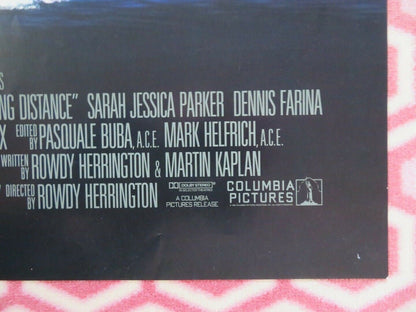 S
NG DISTANCE" SARAH JESSICA PARKER DENNIS FARINA
X EDITED BY PASQUALE BUBA, A.C.E. MARK HELFRICH, A.C.E.
WRITTEN BY ROWDY HERRINGTON & MARTIN KAPLAN
DIRECTED BY ROWDY HERRINGTON
DOLBY STEREO
A COLUMBIA
PICTURES RELEASE
COLUMBIA
PICTURES